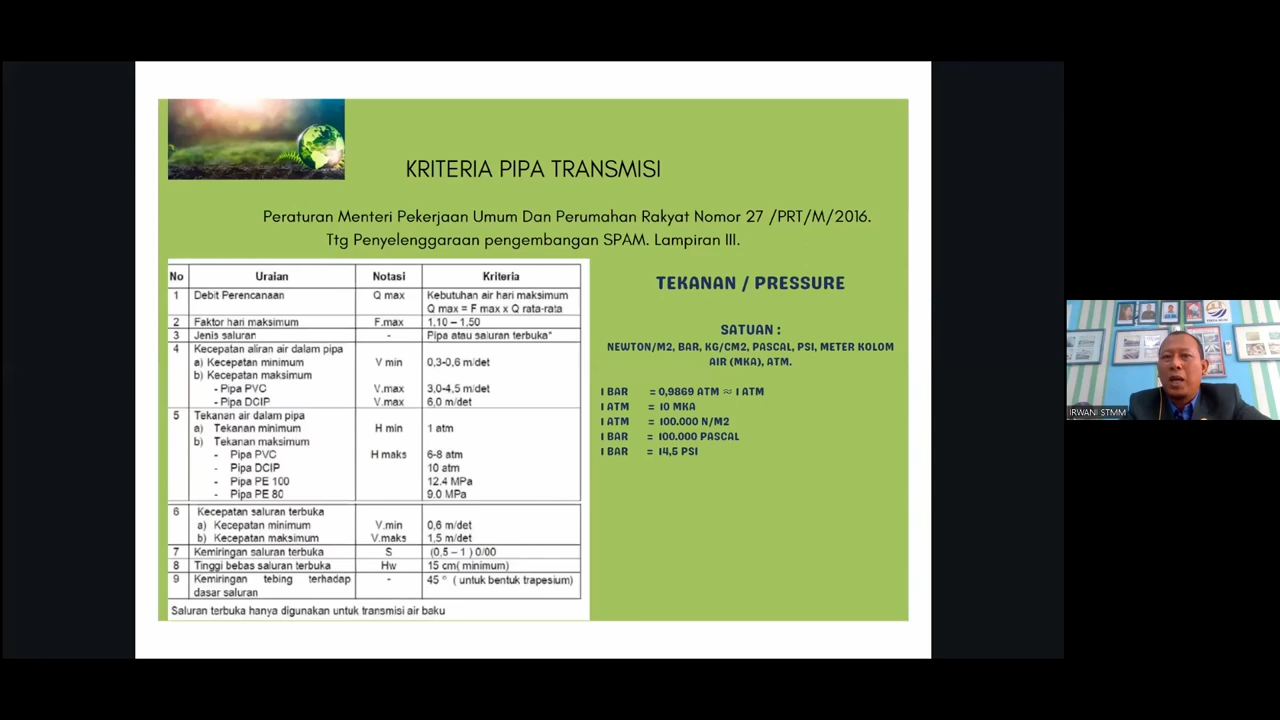 KRITERIA PIPA TRANSMISI
Peraturan Menteri Pekerjaan Umum Dan Perumahan Rakyat Nomor 27 /PRT/M/2016.
Ttg Penyelenggaraan pengembangan SPAM. Lampiran III.
No Uraian Notasi Kriteria
1 Debit Perencanaan Q max Kebutuhan air hari maksimum
Q max = F max x Q rata-rata
2 Faktor hari maksimum F.max 1,10 – 1,50
3 Jenis saluran - Pipa atau saluran terbuka*
4 Kecepatan aliran air dalam pipa
a) Kecepatan minimum V min 0,3-0,6 m/det
b) Kecepatan maksimum
- Pipa PVC V.max 3,0-4,5 m/det
- Pipa DCIP V.max 6,0 m/det
5 Tekanan air dalam pipa
a) Tekanan minimum H min 1 atm
b) Tekanan maksimum
- Pipa PVC H maks 6-8 atm
- Pipa DCIP 10 atm
- Pipa PE 100 12.4 MPa
- Pipa PE 80 9.0 MPa
6 Kecepatan saluran terbuka
a) Kecepatan minimum V.min 0,6 m/det
b) Kecepatan maksimum V.maks 1,5 m/det
7 Kemiringan saluran terbuka S (0,5 – 1 ) 0/00
8 Tinggi bebas saluran terbuka Hw 15 cm( minimum)
9 Kemiringan tebing terhadap - 45 ° ( untuk bentuk trapesium)
dasar saluran
Saluran terbuka hanya digunakan untuk transmisi air baku
TEKANAN / PRESSURE
SATUAN :
NEWTON/M2, BAR, KG/CM2, PASCAL, PSI, METER KOLOM
AIR (MKA), ATM.
1 BAR = 0,9869 ATM ≈ 1 ATM
1 ATM = 10 MKA
1 ATM = 100.000 N/M2
1 BAR = 100.000 PASCAL
1 BAR = 14,5 PSI
IRWANI STMM